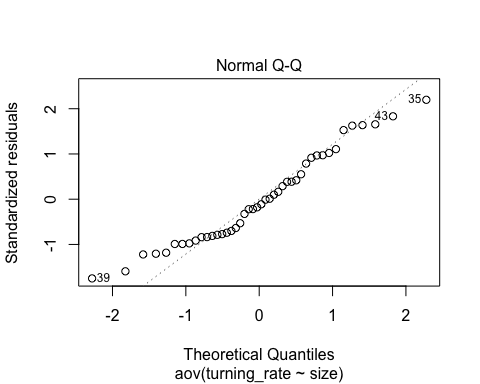 Normal Q-Q
Standardized residuals
2
1
0
-1
35
43
39
-2 -1 0 1 2
Theoretical Quantiles
aov(turning_rate ~ size)